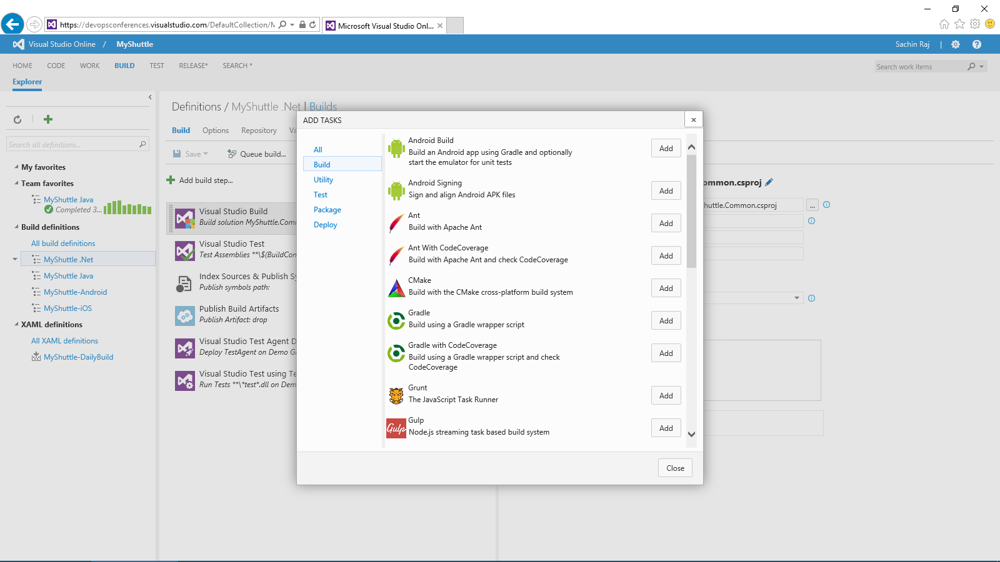 https://devopsconferences.visualstudio.com/DefaultCollection/M
Microsoft Visual Studio Onl...
Visual Studio Online / MyShuttle
Sachin Raj |
HOME CODE WORK BUILD TEST RELEASE* SEARCH *
Search work items
Explorer
Definitions / MyShuttle .Net | Builds
Build Options Repository Va
Search all definitions...
Save
Queue build...
Add build step...
My favorites
Team favorites
MyShuttle Java
Completed 3...
Build definitions
All build definitions
MyShuttle .Net
MyShuttle Java
MyShuttle-Android
MyShuttle-iOS
XAML definitions
All XAML definitions
MyShuttle-DailyBuild
Visual Studio Build
Build solution MyShuttle.Com
Visual Studio Test
Test Assemblies **\$(BuildCon
Index Sources & Publish Sy
Publish symbols path:
Publish Build Artifacts
Publish Artifact: drop
Visual Studio Test Agent D
Deploy TestAgent on Demo G
Visual Studio Test using Te
Run Tests **\*test*.dll on Dem
ADD TASKS
All
Build
Utility
Test
Package
Deploy
Android Build
Build an Android app using Gradle and optionally
start the emulator for unit tests
Add
Android Signing
Sign and align Android APK files
Add
Ant
Build with Apache Ant
Add
Ant With CodeCoverage
Build with Apache Ant and check CodeCoverage
Add
CMake
Build with the CMake cross-platform build system
Add
Gradle
Build using a Gradle wrapper script
Add
Gradle with CodeCoverage
Build using a Gradle wrapper script and check
CodeCoverage
Add
Grunt
The JavaScript Task Runner
Add
Gulp
Gulp
Node.js streaming task based build system
Add
Close
ommon.csproj
huttle.Common.csproj
...